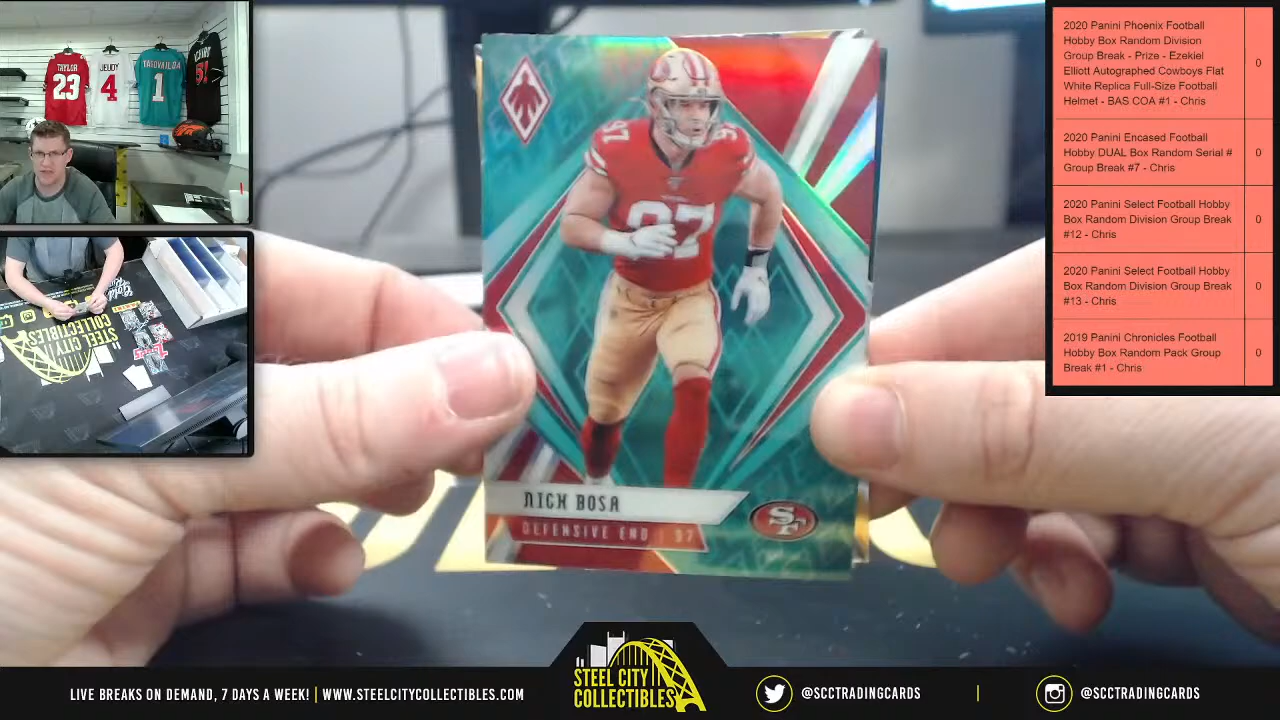 TAYLOR
23
JEUDY
4
TAGOVAILOA
1
51
STEEL CITY
COLLECTIBLES
97
97
97
NICK BOSA
DEFENSIVE END | 97
SF
2020 Panini Phoenix Football
Hobby Box Random Division
Group Break - Prize - Ezekiel
Elliott Autographed Cowboys Flat
White Replica Full-Size Football
Helmet - BAS COA #1 - Chris
0
2020 Panini Encased Football
Hobby DUAL Box Random Serial #
Group Break #7 - Chris
0
2020 Panini Select Football Hobby
Box Random Division Group Break
#12 - Chris
0
2020 Panini Select Football Hobby
Box Random Division Group Break
#13 - Chris
0
2019 Panini Chronicles Football
Hobby Box Random Pack Group
Break #1 - Chris
0
LIVE BREAKS ON DEMAND, 7 DAYS A WEEK! | WWW.STEELCITYCOLLECTIBLES.COM
STEEL CITY
COLLECTIBLES
@SCCTRADINGCARDS
|
@SCCTRADINGCARDS